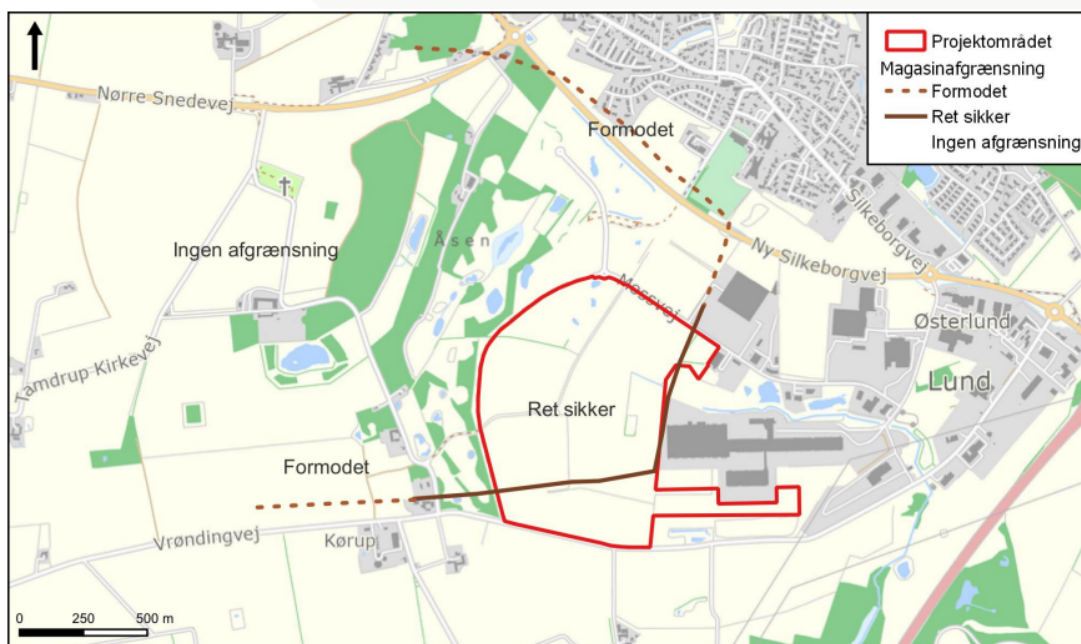 Projektområdet
Magasinafgrænsning
Formodet
Ret sikker
Ingen afgrænsning
Nørre Snedevej
Formodet
Silkeborgvej
Åsen
Ingen afgrænsning
Ny Silkeborgvej
Mossvej
Østerlund
Tamdrup Kirkevej
Lund
Ret sikker
Formodet
Vrøndingvej
Kørup
0 250 500 m